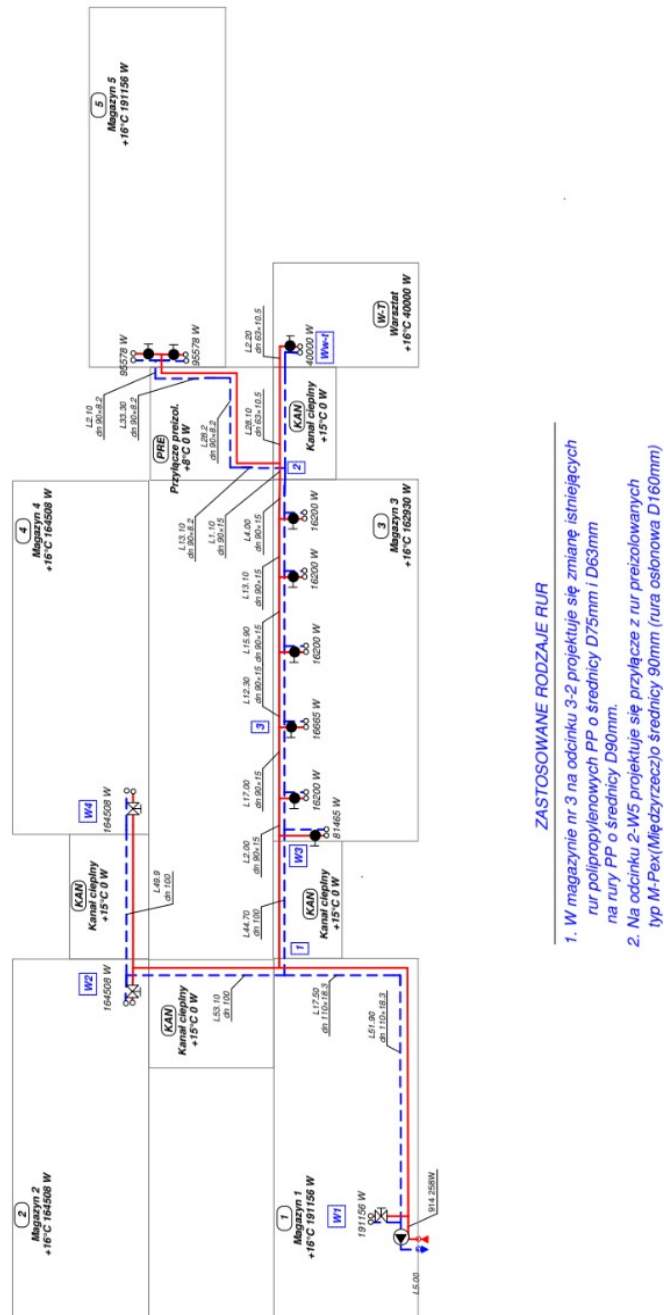 5
Magazyn 5
+16°C 191156 W
95578 W
95578 W
L2.10
dn 90×8.2
L33.30
dn 90×8.2
L28.2
dn 90×8.2
PRE
Przyłącze preizol.
+8°C 0 W
L13.10
dn 90×8.2
L1.10
dn 90×15
L2.20
dn 63×10.5
L28.10
dn 63×10.5
W-T
Warsztat
+16°C 40000 W
40000 W
Ww-t
KAN
Kanał cieplny
+15°C 0 W
2
4
Magazyn 4
+16°C 164508 W
W4
164508 W
L4.00
dn 90×15
L13.10
dn 90×15
L15.90
dn 90×15
L12.30
dn 90×15
L17.00
dn 90×15
L2.00
dn 90×15
3
Magazyn 3
+16°C 162930 W
16200 W
16200 W
16200 W
3
16665 W
16200 W
W3
81465 W
KAN
Kanał cieplny
+15°C 0 W
L49.9
dn 100
L44.70
dn 100
KAN
Kanał cieplny
+15°C 0 W
1
W2
164508 W
KAN
Kanał cieplny
+15°C 0 W
L53.10
dn 100
L17.50
dn 110×18.3
L51.90
dn 110×18.3
2
Magazyn 2
+16°C 164508 W
1
Magazyn 1
+16°C 191156 W
W1
191156 W
914 258W
L5.00
ZASTOSOWANE RODZAJE RUR
1. W magazynie nr 3 na odcinku 3-2 projektuje się zmianę istniejących
rur polipropylenowych PP o średnicy D75mm i D63mm
na rury PP o średnicy D90mm.
2. Na odcinku 2-W5 projektuje się przyłącze z rur preizolowanych
typ M-Pex(Międzyrzecz)o średnicy 90mm (rura osłonowa D160mm)